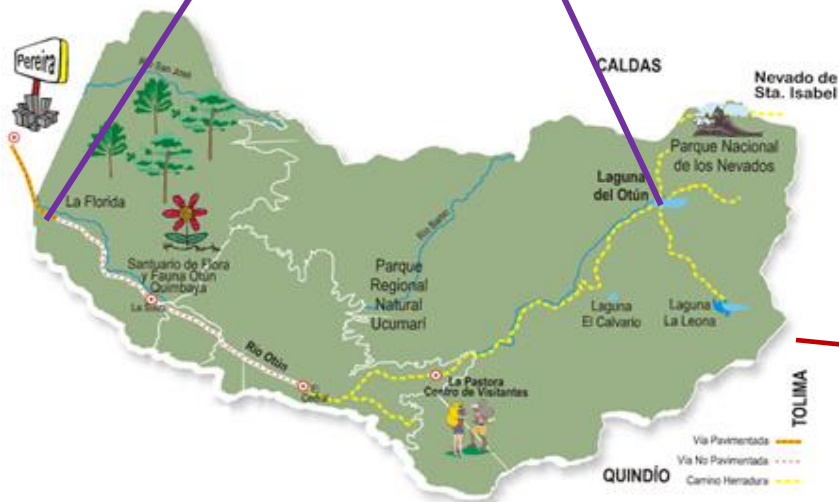 Pereira
Río San José
CALDAS
Nevado de
Sta. Isabel
Parque Nacional
de los Nevados
La Florida
Laguna
del Otún
Río Barbo
Santuario de Flora
y Fauna Otún
Quimbaya
Parque
Regional
Natural
Ucumarí
La Suiza
Laguna
El Calvario
Laguna
La Leona
Río Otún
El
Cedral
La Pastora
Centro de Visitantes
TOLIMA
Vía Pavimentada
Vía No Pavimentada
QUINDÍO
Camino Herradura